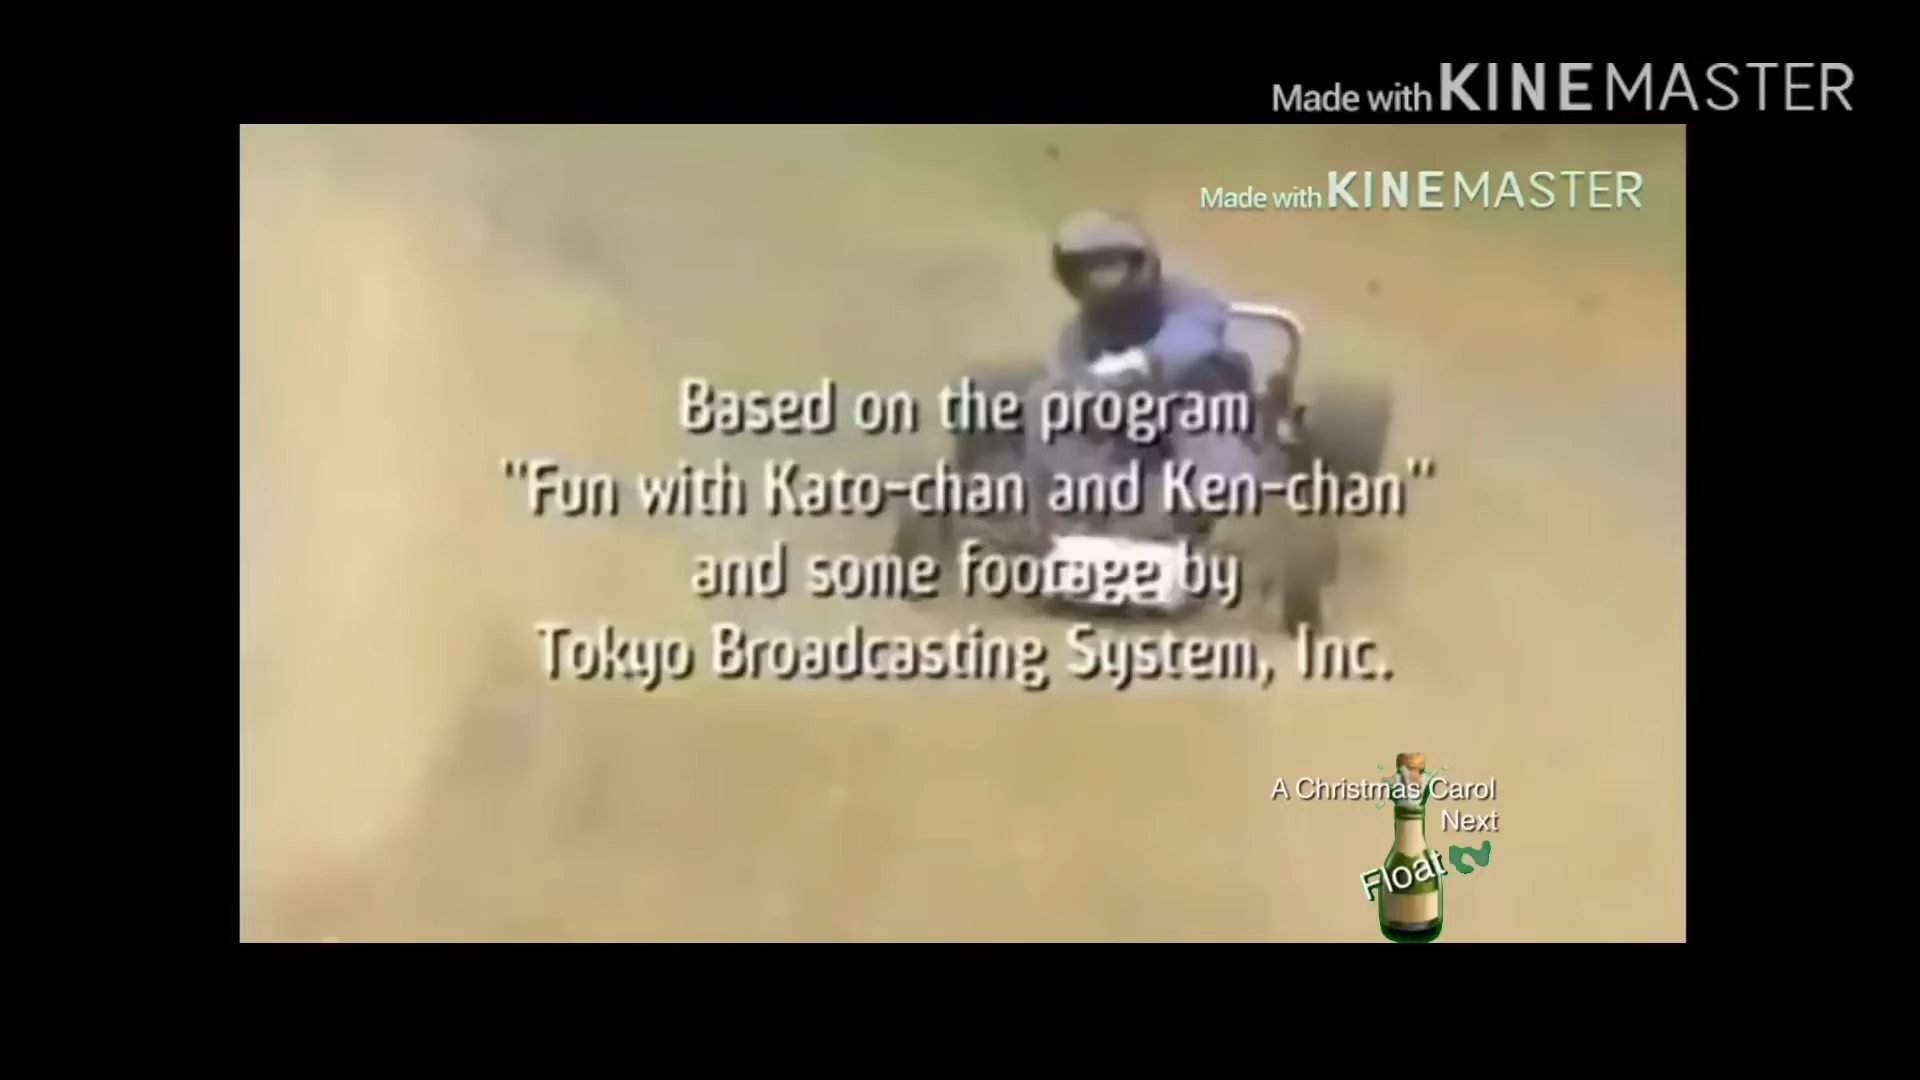 Made with KINEMASTER
Made with KINEMASTER
Based on the program
"Fun with Kato-chan and Ken-chan"
and some footage by
Tokyo Broadcasting System, Inc.
A Christmas Carol
Next
Float